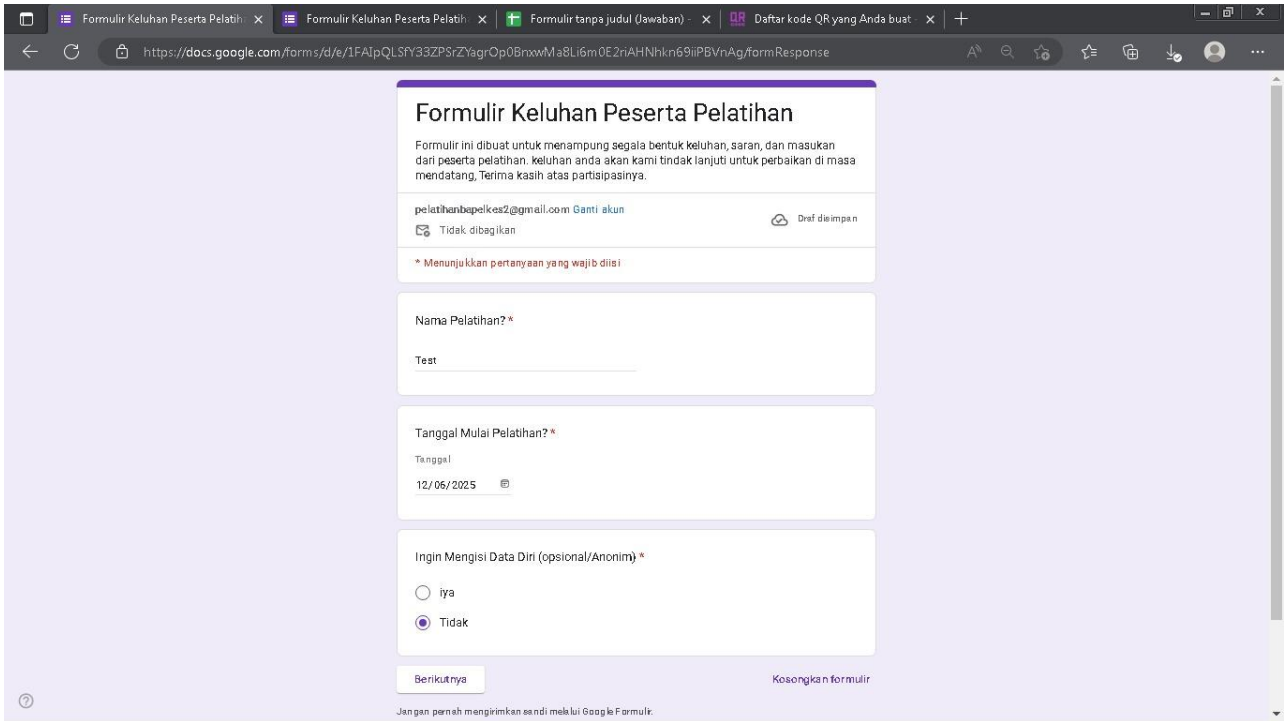 Formulir Keluhan Peserta Pelatih
Formulir Keluhan Peserta Pelatih
Formulir tanpa judul (Jawaban) -
QR Daftar kode QR yang Anda buat -
https://docs.google.com/forms/d/e/1FAIpQLSfY33ZPSrZYagrOp0BnxwMa8Li6m0E2riAHNhkn69iiPBVnAg/formResponse
Formulir Keluhan Peserta Pelatihan
Formulir ini dibuat untuk menampung segala bentuk keluhan, saran, dan masukan
dari peserta pelatihan. keluhan anda akan kami tindak lanjuti untuk perbaikan di masa
mendatang, Terima kasih atas partisipasinya.
pelatihanbapelkes2@gmail.com Ganti akun
Draf disimpan
Tidak dibagikan
* Menunjukkan pertanyaan yang wajib diisi
Nama Pelatihan? *
Test
Tanggal Mulai Pelatihan? *
Tanggal
12/06/2025
Ingin Mengisi Data Diri (opsional/Anonim) *
iya
Tidak
Berikutnya
Kosongkan formulir
Jangan pernah mengirimkan sandi melalui Google Formulir.